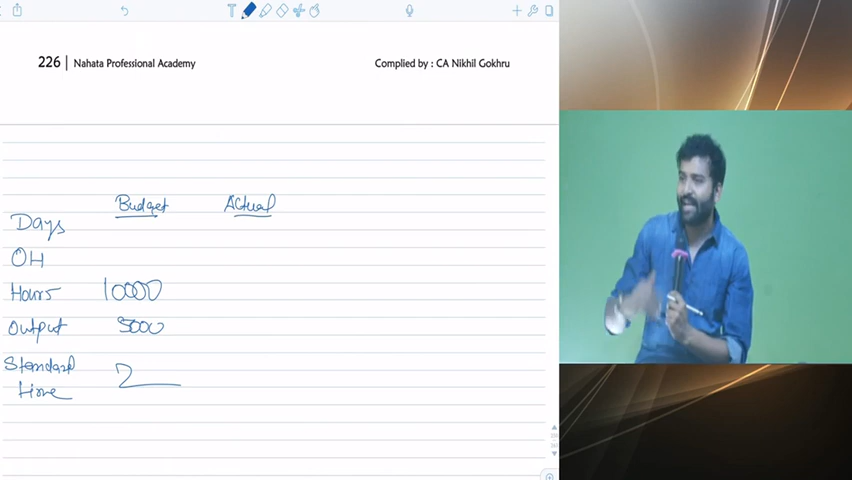 226 | Nahata Professional Academy Complied by : CA Nikhil Gokhru
Budget Actual
Days
OH
Hours 10000
Output 5000
Standard 2
time